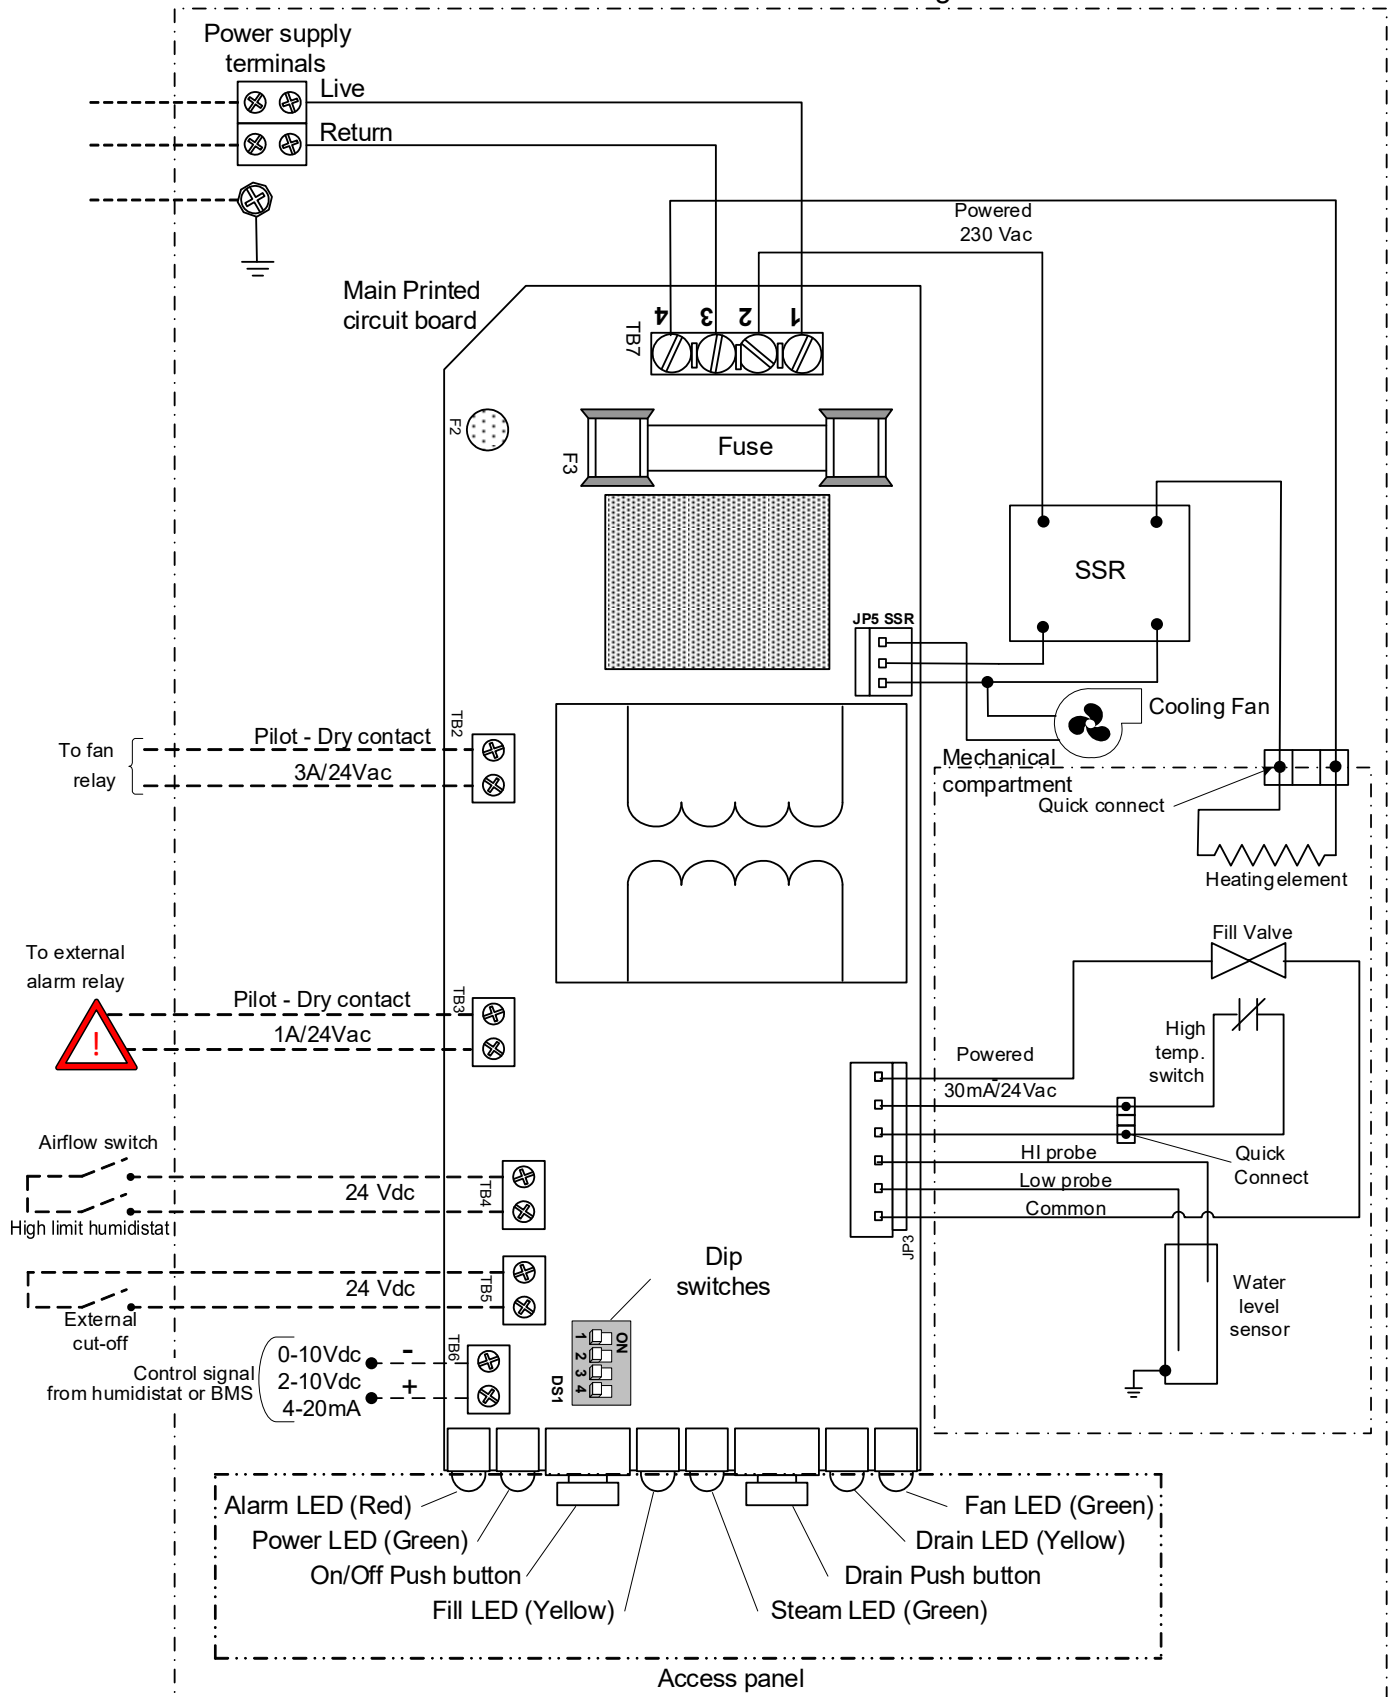 Power supply
terminals
Live
Return
Powered
230 Vac
Main Printed
circuit board
4 3 2 1
TB7
F2
F3
Fuse
SSR
JP5 SSR
Cooling Fan
Mechanical
compartment
Quick connect
Heating element
TB2
Pilot - Dry contact
3A/24Vac
To fan
relay
To external
alarm relay
!
TB3
Pilot - Dry contact
1A/24Vac
Fill Valve
High
temp.
switch
Powered
-
30mA/24Vac
Quick
Connect
HI probe
Low probe
Common
JP3
Water
level
sensor
Airflow switch
24 Vdc
High limit humidistat
TB4
24 Vdc
External
cut-off
TB5
Dip
switches
ON
1
2
3
4
DS1
TB6
Control signal
from humidistat or BMS
0-10Vdc
2-10Vdc
4-20mA
-
+
Alarm LED (Red)
Power LED (Green)
On/Off Push button
Fill LED (Yellow)
Fan LED (Green)
Drain LED (Yellow)
Drain Push button
Steam LED (Green)
Access panel